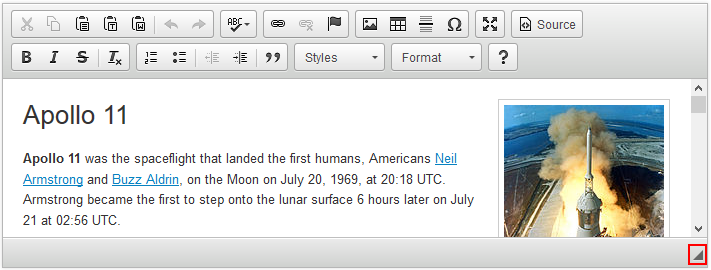 ABC
Ω
Source
B I S Tx
Styles Format ?
Apollo 11
Apollo 11 was the spaceflight that landed the first humans, Americans Neil
Armstrong and Buzz Aldrin, on the Moon on July 20, 1969, at 20:18 UTC.
Armstrong became the first to step onto the lunar surface 6 hours later on July
21 at 02:56 UTC.